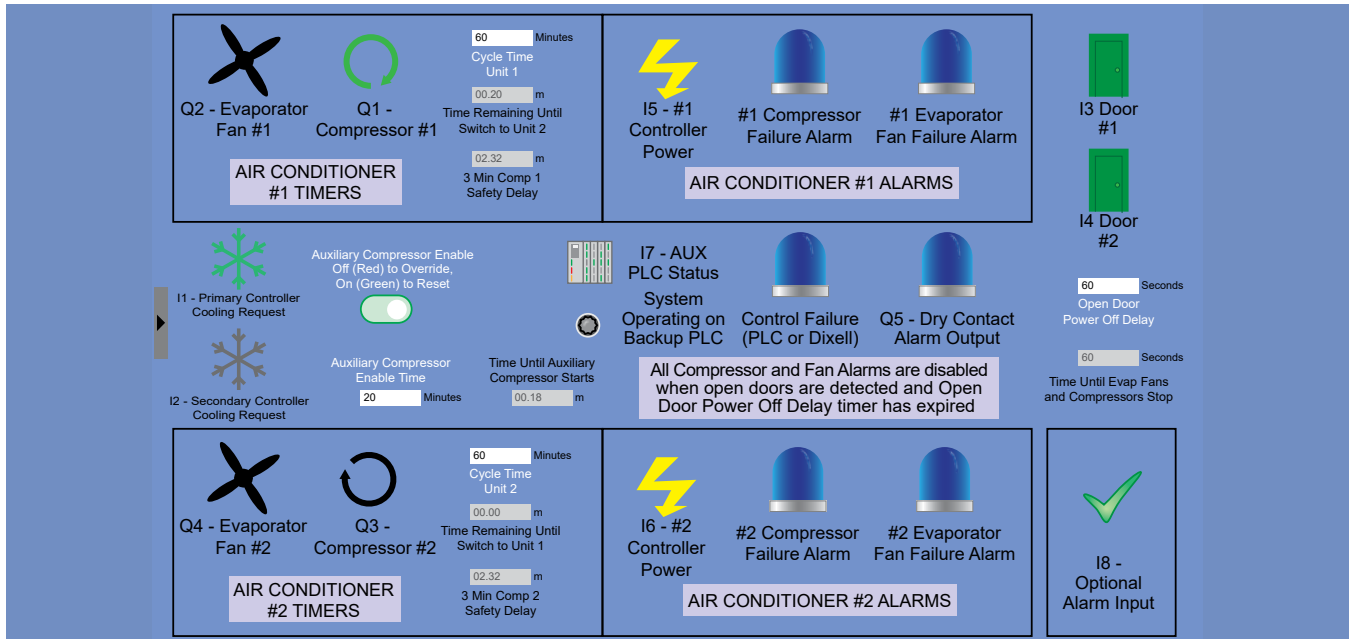 60 Minutes
Cycle Time
Unit 1
Q2 - Evaporator
Fan #1
Q1 -
Compressor #1
00.20 m
Time Remaining Until
Switch to Unit 2
02.32 m
3 Min Comp 1
Safety Delay
AIR CONDITIONER
#1 TIMERS
I5 - #1
Controller
Power
#1 Compressor
Failure Alarm
#1 Evaporator
Fan Failure Alarm
AIR CONDITIONER #1 ALARMS
I3 Door
#1
I4 Door
#2
I1 - Primary Controller
Cooling Request
Auxiliary Compressor Enable
Off (Red) to Override,
On (Green) to Reset
I7 - AUX
PLC Status
System
Operating on
Backup PLC
Control Failure
(PLC or Dixell)
Q5 - Dry Contact
Alarm Output
60 Seconds
Open Door
Power Off Delay
I2 - Secondary Controller
Cooling Request
Auxiliary Compressor
Enable Time
20 Minutes
Time Until Auxiliary
Compressor Starts
00.18 m
All Compressor and Fan Alarms are disabled
when open doors are detected and Open
Door Power Off Delay timer has expired
60 Seconds
Time Until Evap Fans
and Compressors Stop
60 Minutes
Cycle Time
Unit 2
Q4 - Evaporator
Fan #2
Q3 -
Compressor #2
00.00 m
Time Remaining Until
Switch to Unit 1
02.32 m
3 Min Comp 2
Safety Delay
AIR CONDITIONER
#2 TIMERS
I6 - #2
Controller
Power
#2 Compressor
Failure Alarm
#2 Evaporator
Fan Failure Alarm
AIR CONDITIONER #2 ALARMS
I8 -
Optional
Alarm Input